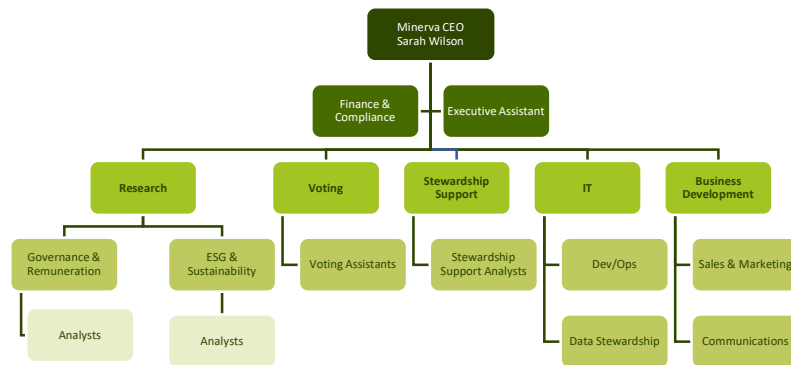 Minerva CEO
Sarah Wilson
Finance &
Compliance
Executive Assistant
Research
Voting
Stewardship
Support
IT
Business
Development
Governance &
Remuneration
ESG &
Sustainability
Voting Assistants
Stewardship
Support Analysts
Dev/Ops
Sales & Marketing
Analysts
Analysts
Data Stewardship
Communications